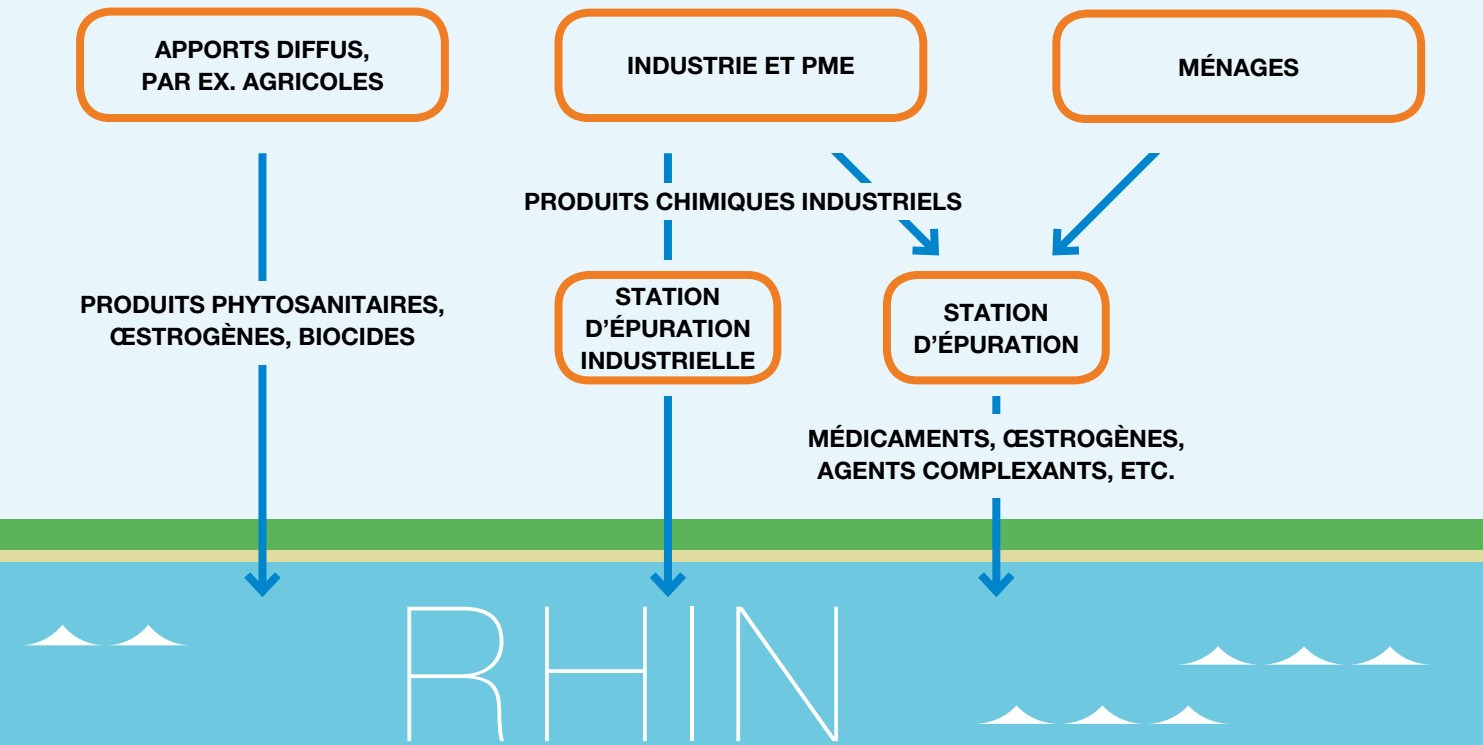 APPORTS DIFFUS,
PAR EX. AGRICOLES
INDUSTRIE ET PME
MÉNAGES
PRODUITS CHIMIQUES INDUSTRIELS
PRODUITS PHYTOSANITAIRES,
ŒSTROGÈNES, BIOCIDES
STATION
D'ÉPURATION
INDUSTRIELLE
STATION
D'ÉPURATION
MÉDICAMENTS, ŒSTROGÈNES,
AGENTS COMPLEXANTS, ETC.
RHIN